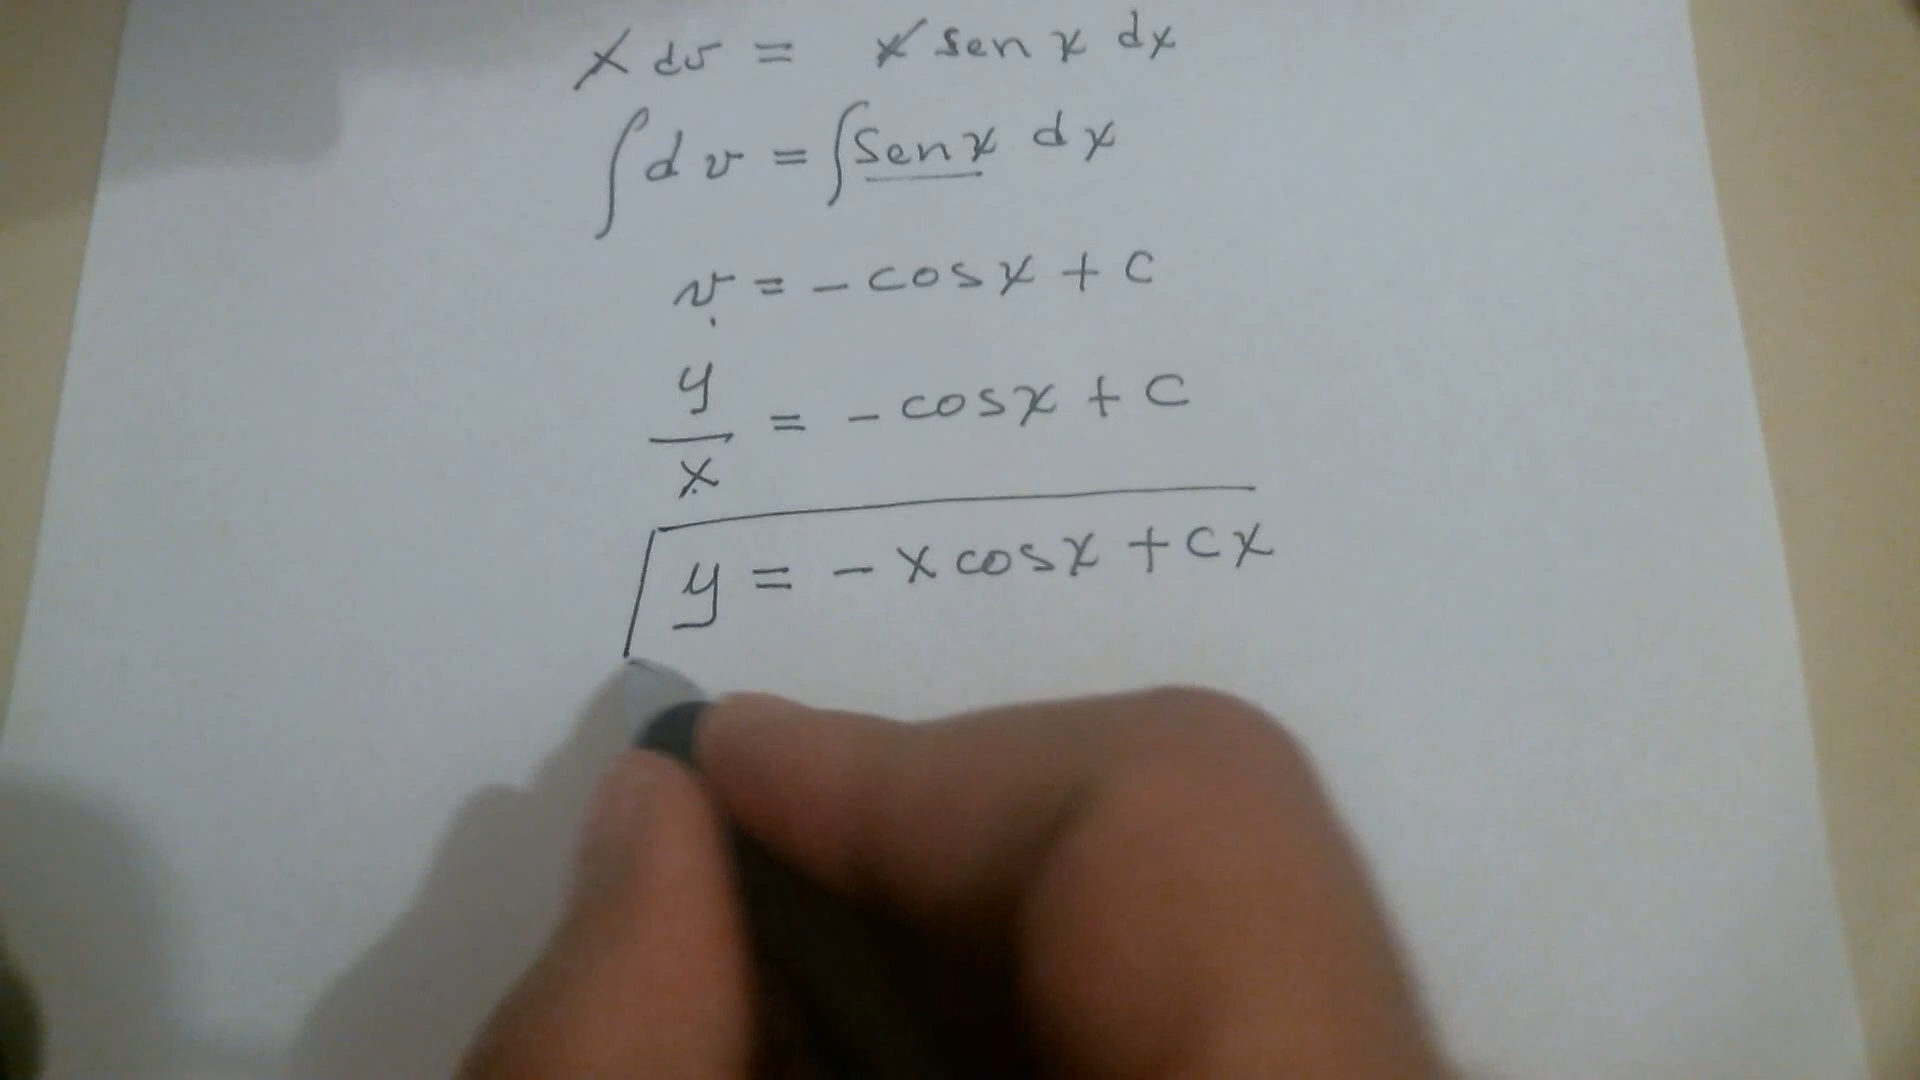 x dv = x sen x dx
∫ dv = ∫ sen x dx
v = - cos x + c
y/x = - cos x + c
y = - x cos x + cx